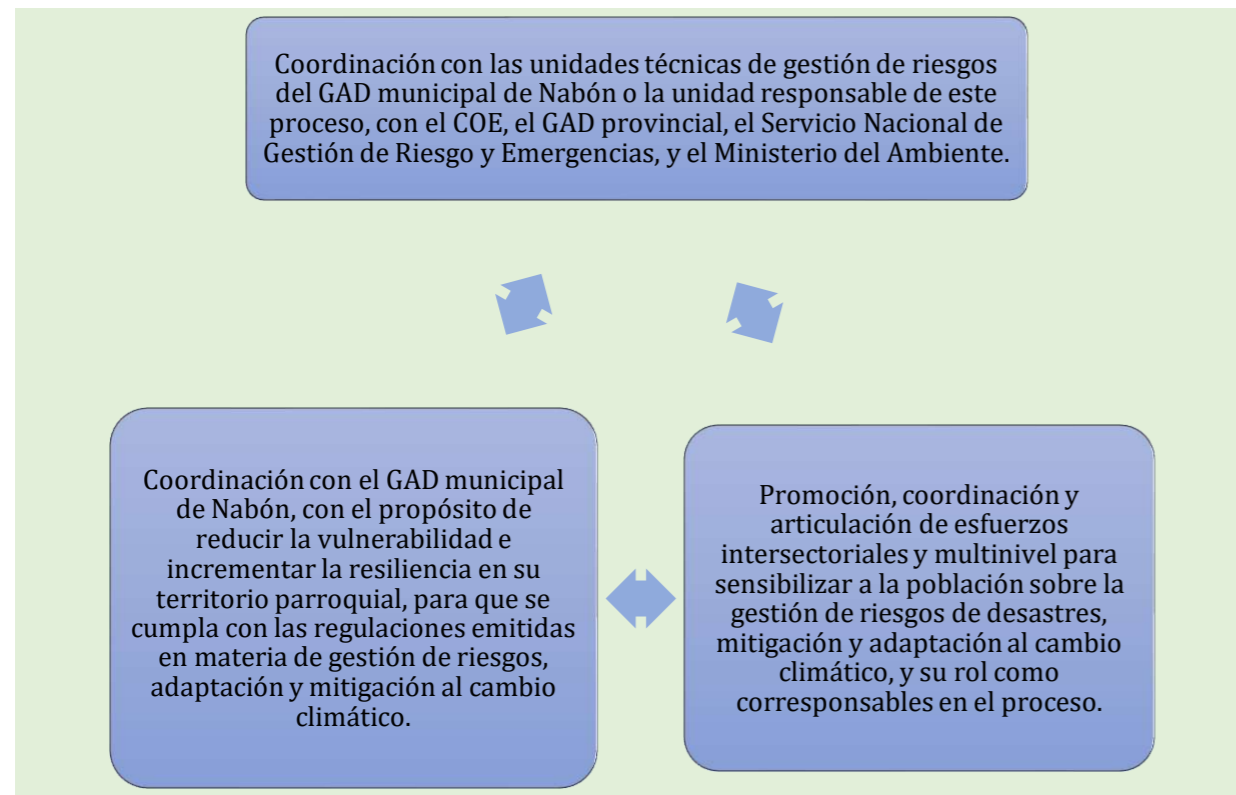 Coordinación con las unidades técnicas de gestión de riesgos
del GAD municipal de Nabón o la unidad responsable de este
proceso, con el COE, el GAD provincial, el Servicio Nacional de
Gestión de Riesgo y Emergencias, y el Ministerio del Ambiente.
Coordinación con el GAD municipal
de Nabón, con el propósito de
reducir la vulnerabilidad e
incrementar la resiliencia en su
territorio parroquial, para que se
cumpla con las regulaciones emitidas
en materia de gestión de riesgos,
adaptación y mitigación al cambio
climático.
Promoción, coordinación y
articulación de esfuerzos
intersectoriales y multinivel para
sensibilizar a la población sobre la
gestión de riesgos de desastres,
mitigación y adaptación al cambio
climático, y su rol como
corresponsables en el proceso.